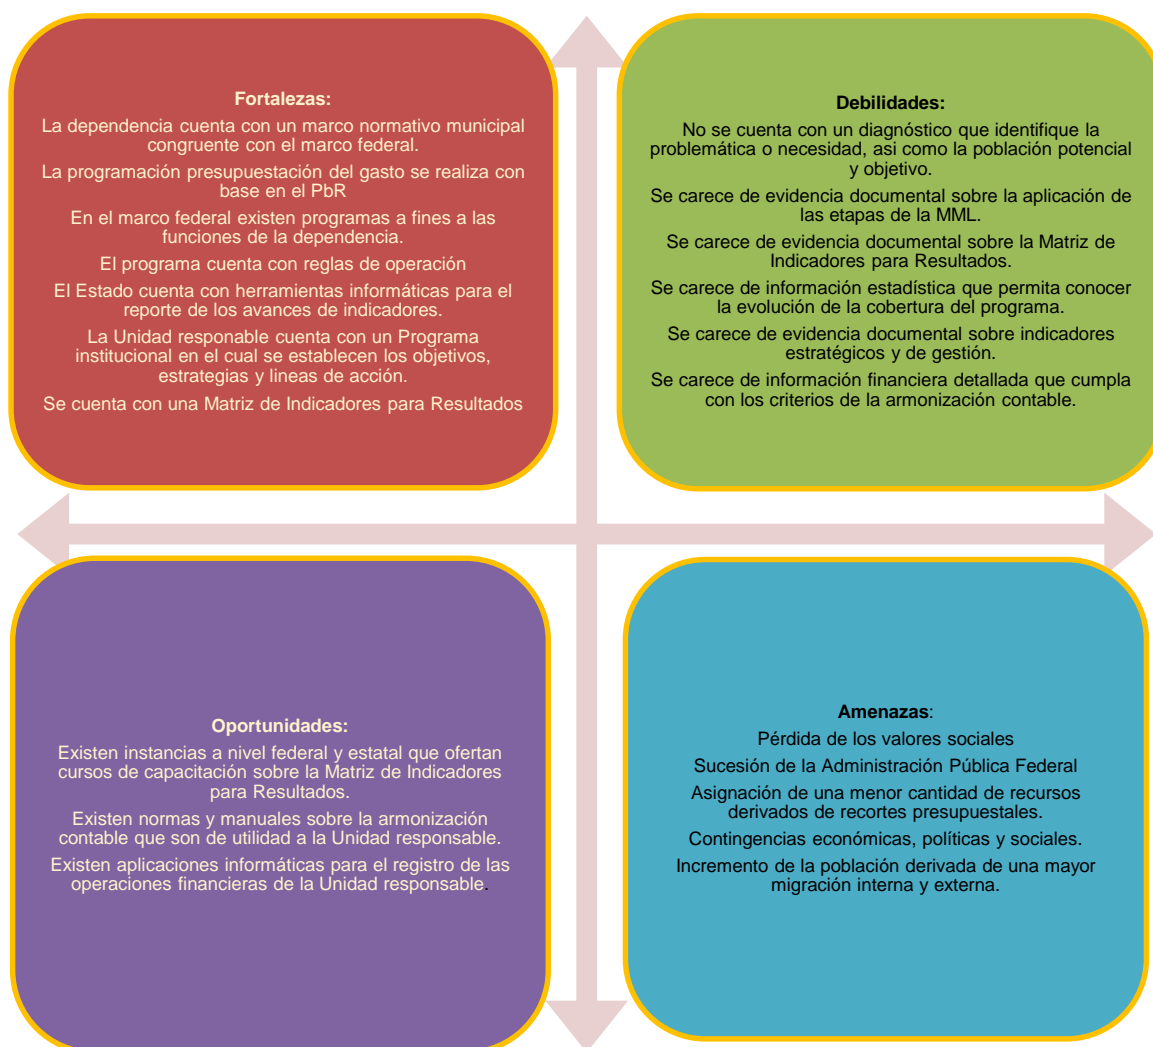 Fortalezas:
La dependencia cuenta con un marco normativo municipal
congruente con el marco federal.
La programación presupuestación del gasto se realiza con
base en el PbR
En el marco federal existen programas a fines a las
funciones de la dependencia.
El programa cuenta con reglas de operación
El Estado cuenta con herramientas informáticas para el
reporte de los avances de indicadores.
La Unidad responsable cuenta con un Programa
institucional en el cual se establecen los objetivos,
estrategias y lineas de acción.
Se cuenta con una Matriz de Indicadores para Resultados
Debilidades:
No se cuenta con un diagnóstico que identifique la
problemática o necesidad, asi como la población potencial
y objetivo.
Se carece de evidencia documental sobre la aplicación de
las etapas de la MML.
Se carece de evidencia documental sobre la Matriz de
Indicadores para Resultados.
Se carece de información estadística que permita conocer
la evolución de la cobertura del programa.
Se carece de evidencia documental sobre indicadores
estratégicos y de gestión.
Se carece de información financiera detallada que cumpla
con los criterios de la armonización contable.
Oportunidades:
Existen instancias a nivel federal y estatal que ofertan
cursos de capacitación sobre la Matriz de Indicadores
para Resultados.
Existen normas y manuales sobre la armonización
contable que son de utilidad a la Unidad responsable.
Existen aplicaciones informáticas para el registro de las
operaciones financieras de la Unidad responsable.
Amenazas:
Pérdida de los valores sociales
Sucesión de la Administración Pública Federal
Asignación de una menor cantidad de recursos
derivados de recortes presupuestales.
Contingencias económicas, políticas y sociales.
Incremento de la población derivada de una mayor
migración interna y externa.